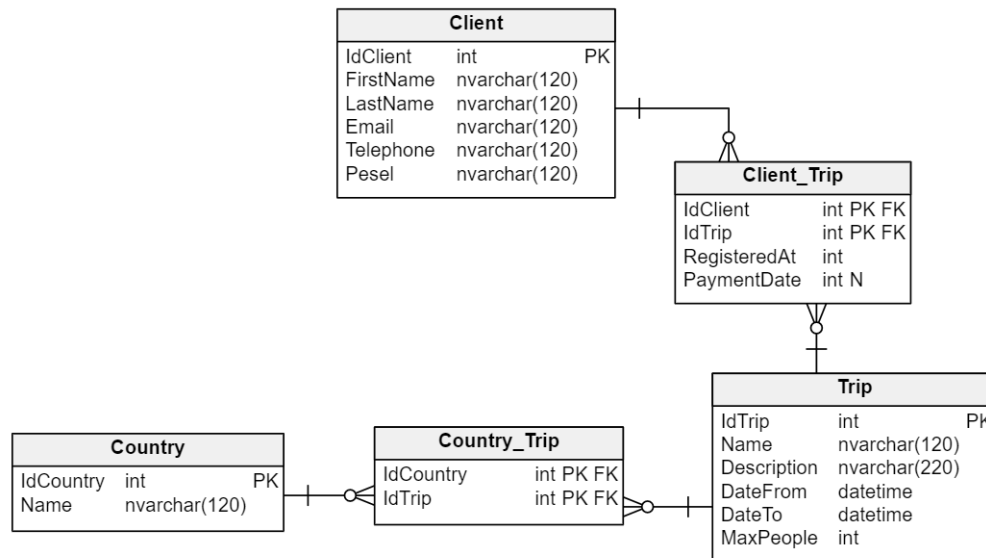 Client
IdClient int PK
FirstName nvarchar(120)
LastName nvarchar(120)
Email nvarchar(120)
Telephone nvarchar(120)
Pesel nvarchar(120)
Client_Trip
IdClient int PK FK
IdTrip int PK FK
RegisteredAt int
PaymentDate int N
Trip
IdTrip int PK
Name nvarchar(120)
Description nvarchar(220)
DateFrom datetime
DateTo datetime
MaxPeople int
Country_Trip
IdCountry int PK FK
IdTrip int PK FK
Country
IdCountry int PK
Name nvarchar(120)